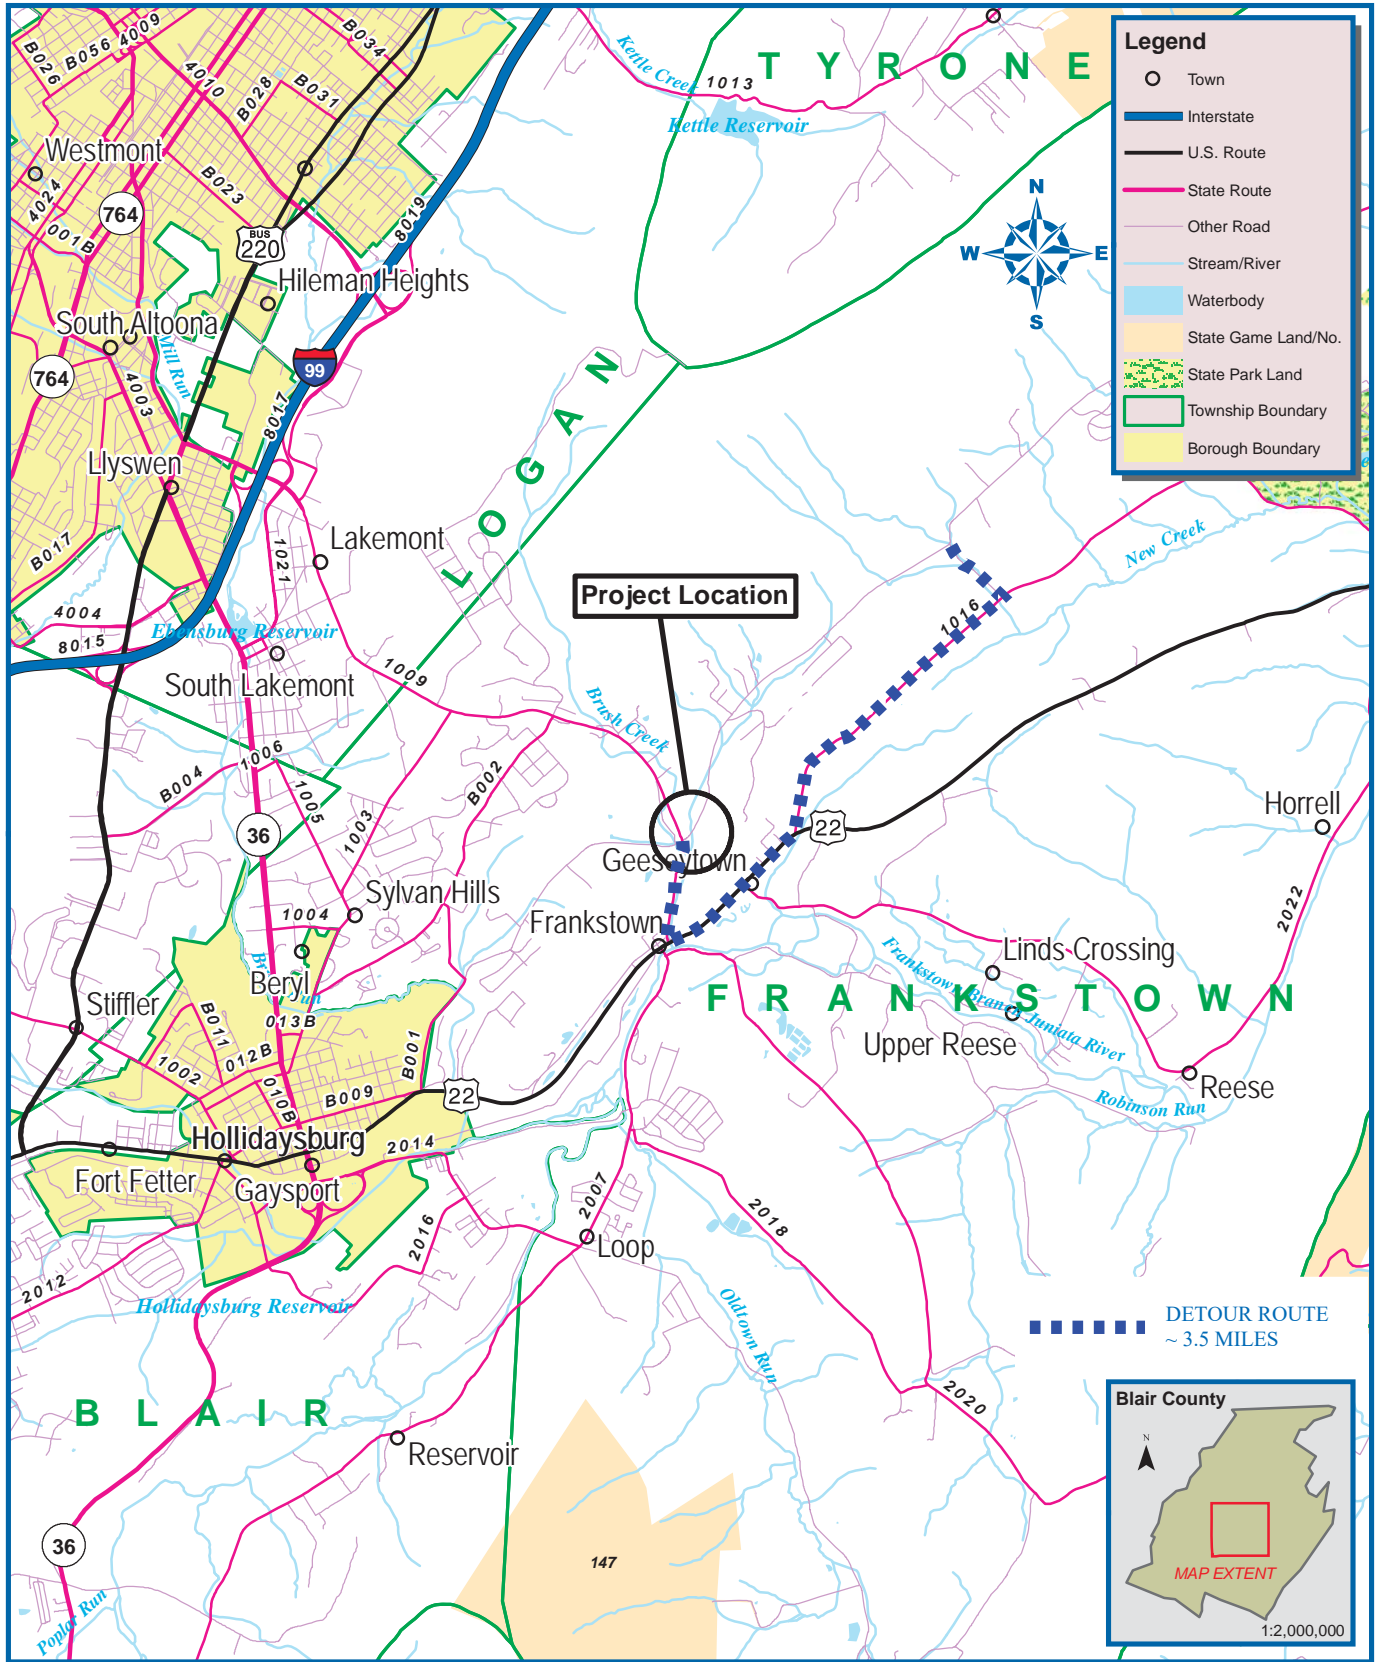 B026
B056
4009
B034
4010
B028
B031
Kettle Creek
1013
T Y R O N E
Kettle Reservoir
Legend
Town
Interstate
U.S. Route
State Route
Other Road
Stream/River
Waterbody
State Game Land/No.
State Park Land
Township Boundary
Borough Boundary
N
W
E
S
Westmont
4024
B023
764
001B
BUS
220
8019
Hileman Heights
South Altoona
Mill Run
764
4003
99
8017
L O G A N
Llyswen
B017
Lakemont
1021
New Creek
Project Location
4004
8015
Ebensburg Reservoir
1016
South Lakemont
1009
Brush Creek
1006
B004
1005
B002
1003
36
22
Horrell
Geeseytown
Sylvan Hills
1004
Frankstown
2022
Linds Crossing
Beryl
Stiffler
B011
013B
F R A N K S T O W N
Frankstown Branch Juniata River
012B
B001
Upper Reese
1002
010B
B009
22
Reese
Robinson Run
Hollidaysburg
2014
Fort Fetter
Gaysport
2007
2018
2016
Loop
2012
Hollidaysburg Reservoir
Oldtown Run
DETOUR ROUTE
~ 3.5 MILES
B L A I R
2020
Reservoir
Blair County
N
MAP EXTENT
1:2,000,000
36
147
Poplar Run